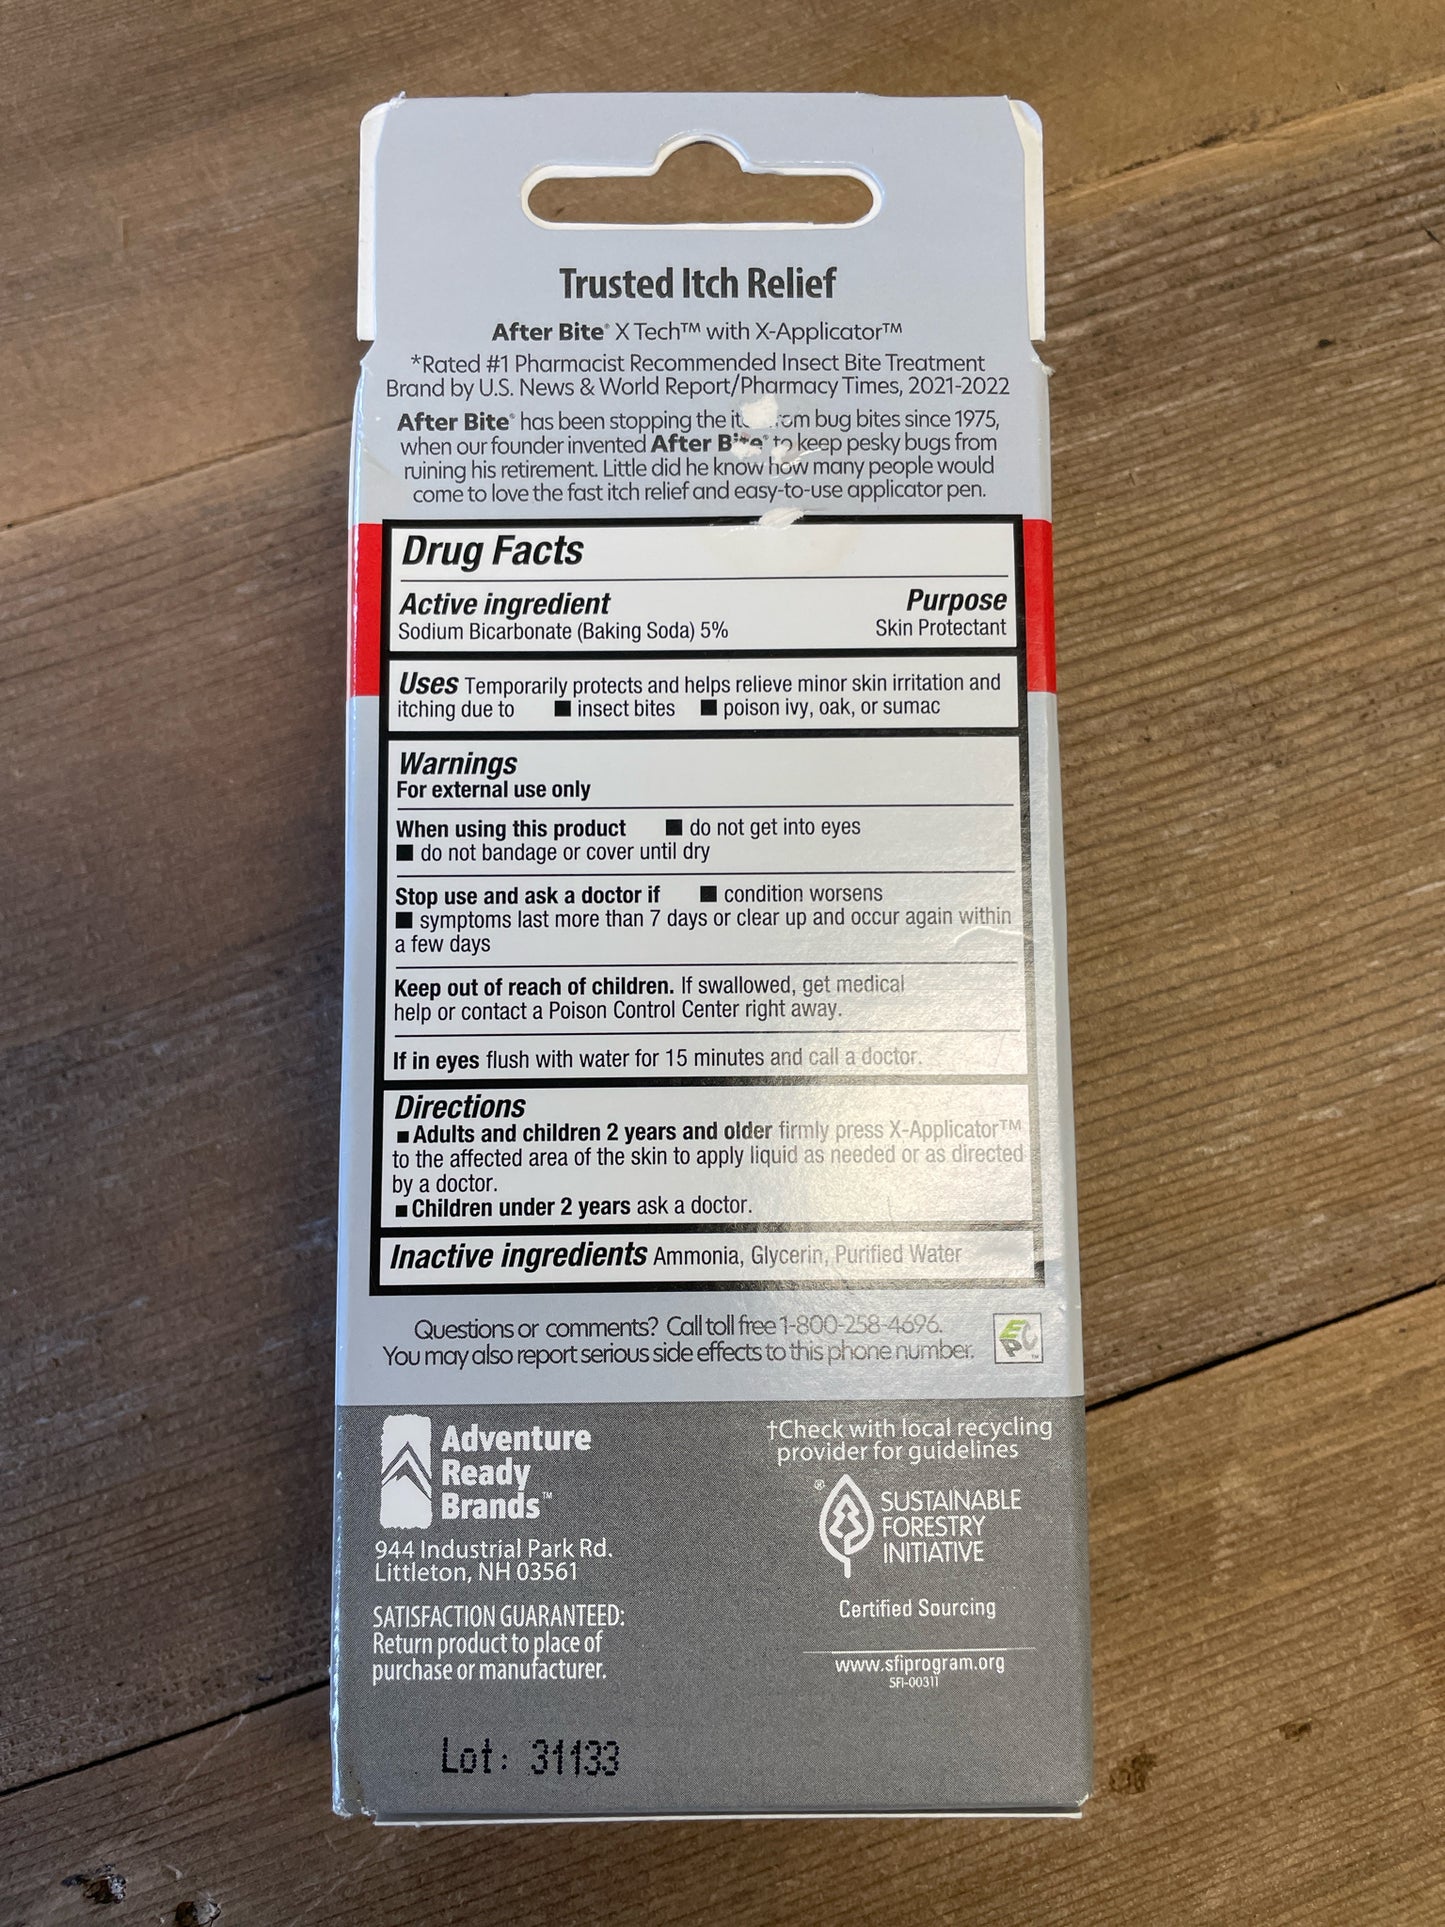 Trusted Itch Relief
After Bite® X Tech™ with X-Applicator™
*Rated #1 Pharmacist Recommended Insect Bite Treatment
Brand by U.S. News & World Report/Pharmacy Times, 2021-2022
After Bite® has been stopping the bug bites since 1975,
when our founder invented After Bite® to keep pesky bugs from
ruining his retirement. Little did he know how many people would
come to love the fast itch relief and easy-to-use applicator pen.
Drug Facts
Active ingredient Purpose
Sodium Bicarbonate (Baking Soda) 5% Skin Protectant
Uses Temporarily protects and helps relieve minor skin irritation and
itching due to ■ insect bites ■ poison ivy, oak, or sumac
Warnings
For external use only
When using this product ■ do not get into eyes
■ do not bandage or cover until dry
Stop use and ask a doctor if ■ condition worsens
■ symptoms last more than 7 days or clear up and occur again within
a few days
Keep out of reach of children. If swallowed, get medical
help or contact a Poison Control Center right away.
If in eyes flush with water for 15 minutes and call a doctor.
Directions
■ Adults and children 2 years and older firmly press X-Applicator™
to the affected area of the skin to apply liquid as needed or as directed
by a doctor.
■ Children under 2 years ask a doctor.
Inactive ingredients Ammonia, Glycerin, Purified Water
Questions or comments? Call toll free 1-800-258-4696.
You may also report serious side effects to this phone number.
EPC
Adventure
Ready
Brands™
944 Industrial Park Rd.
Littleton, NH 03561
SATISFACTION GUARANTEED:
Return product to place of
purchase or manufacturer.
†Check with local recycling
provider for guidelines
®
SUSTAINABLE
FORESTRY
INITIATIVE
Certified Sourcing
www.sfiprogram.org
SFI-00311
Lot: 31133